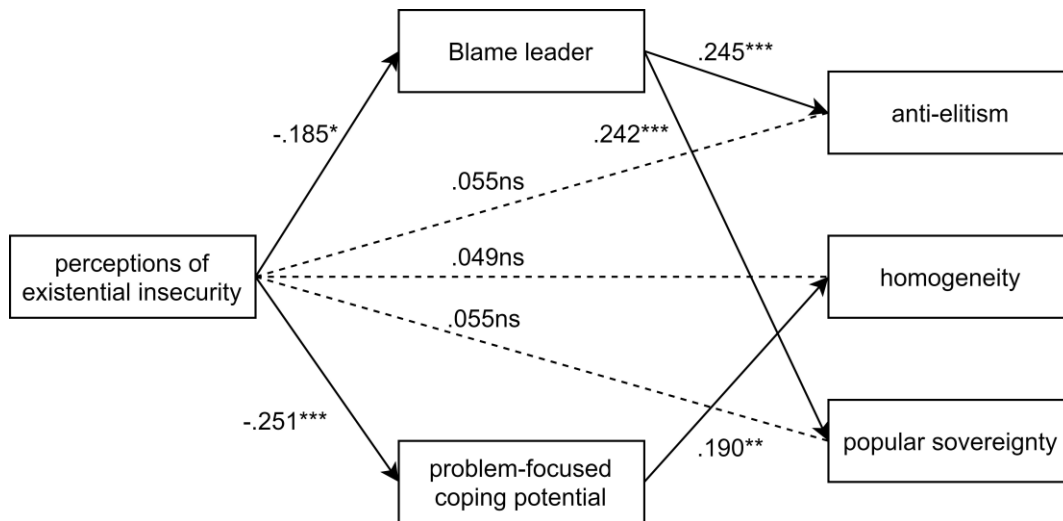 Blame leader
.245***
anti-elitism
-.185*
.242***
.055ns
perceptions of
existential insecurity
.049ns
homogeneity
.055ns
-.251***
.190**
popular sovereignty
problem-focused
coping potential